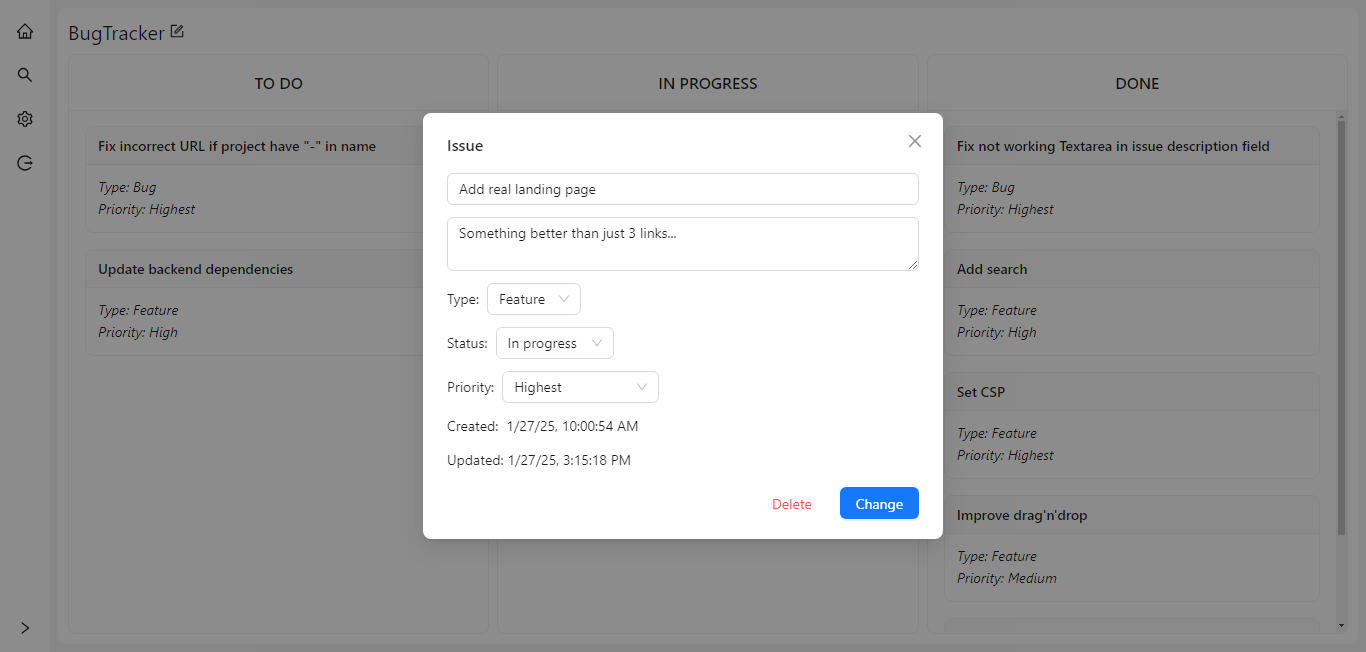 BugTracker
TO DO
Fix incorrect URL if project have "-" in name
Type: Bug
Priority: Highest
Update backend dependencies
Type: Feature
Priority: High
IN PROGRESS
DONE
Fix not working Textarea in issue description field
Type: Bug
Priority: Highest
Add search
Type: Feature
Priority: High
Set CSP
Type: Feature
Priority: Highest
Improve drag'n'drop
Type: Feature
Priority: Medium
Issue
Add real landing page
Something better than just 3 links...
Type: Feature
Status: In progress
Priority: Highest
Created: 1/27/25, 10:00:54 AM
Updated: 1/27/25, 3:15:18 PM
Delete Change